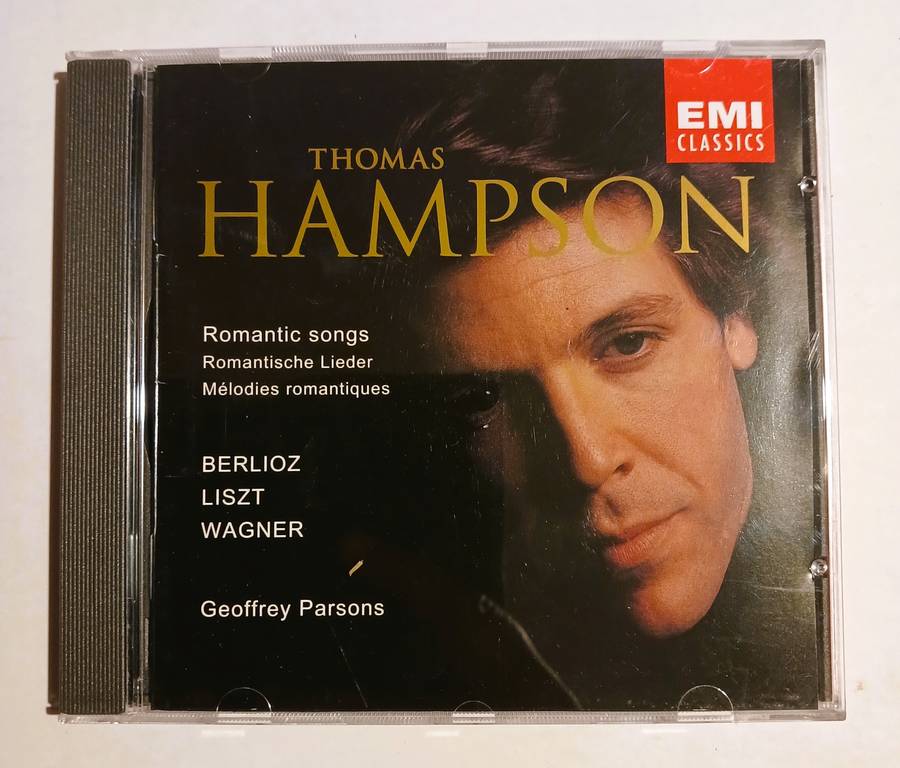 EMI
CLASSICS
THOMAS
HAMPSON
Romantic songs
Romantische Lieder
Mélodies romantiques
BERLIOZ
LISZT
WAGNER
Geoffrey Parsons